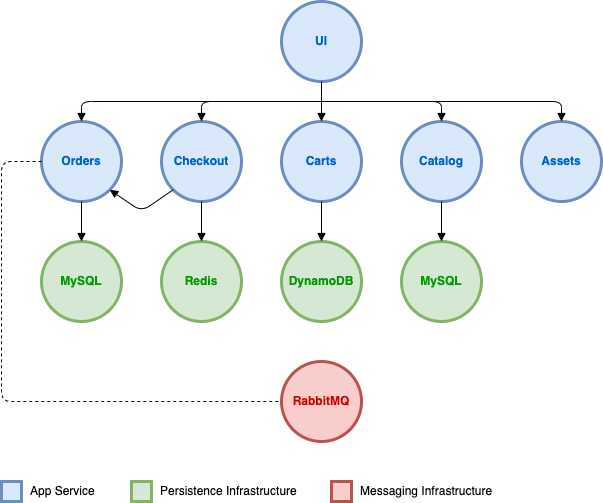 UI
Orders
Checkout
Carts
Catalog
Assets
MySQL
Redis
DynamoDB
MySQL
RabbitMQ
App Service
Persistence Infrastructure
Messaging Infrastructure